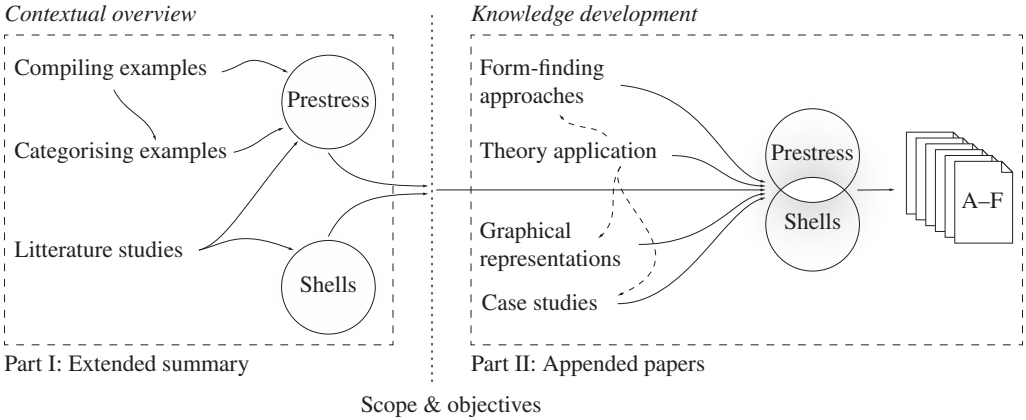 Contextual overview
Compiling examples
Prestress
Categorising examples
Litterature studies
Shells
Part I: Extended summary
Knowledge development
Form-finding
approaches
Theory application
Graphical
representations
Case studies
Prestress
Shells
A–F
Part II: Appended papers
Scope & objectives